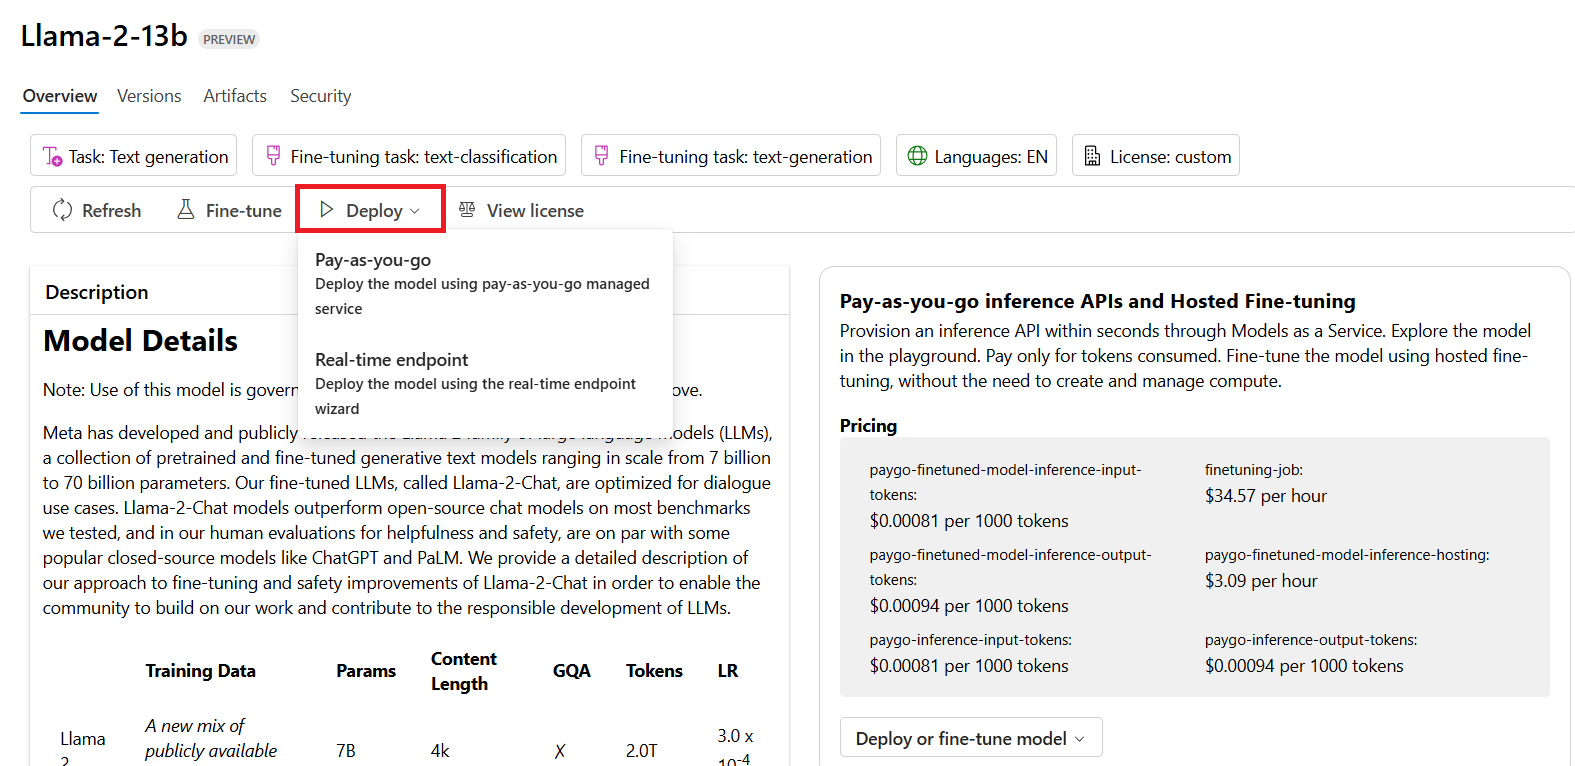 Llama-2-13b PREVIEW
Overview Versions Artifacts Security
Task: Text generation Fine-tuning task: text-classification Fine-tuning task: text-generation Languages: EN License: custom
Refresh Fine-tune Deploy View license
Pay-as-you-go
Deploy the model using pay-as-you-go managed
service
Real-time endpoint
Deploy the model using the real-time endpoint
wizard
Description
Model Details
Note: Use of this model is govern ove.
Meta has developed and publicly released the Llama 2 family of large language models (LLMs),
a collection of pretrained and fine-tuned generative text models ranging in scale from 7 billion
to 70 billion parameters. Our fine-tuned LLMs, called Llama-2-Chat, are optimized for dialogue
use cases. Llama-2-Chat models outperform open-source chat models on most benchmarks
we tested, and in our human evaluations for helpfulness and safety, are on par with some
popular closed-source models like ChatGPT and PaLM. We provide a detailed description of
our approach to fine-tuning and safety improvements of Llama-2-Chat in order to enable the
community to build on our work and contribute to the responsible development of LLMs.
Training Data Params Content Length GQA Tokens LR
Llama 2 A new mix of publicly available 7B 4k ✗ 2.0T 3.0 x 10-4
Pay-as-you-go inference APIs and Hosted Fine-tuning
Provision an inference API within seconds through Models as a Service. Explore the model
in the playground. Pay only for tokens consumed. Fine-tune the model using hosted fine-
tuning, without the need to create and manage compute.
Pricing
paygo-finetuned-model-inference-input-
tokens:
$0.00081 per 1000 tokens
finetuning-job:
$34.57 per hour
paygo-finetuned-model-inference-output-
tokens:
$0.00094 per 1000 tokens
paygo-finetuned-model-inference-hosting:
$3.09 per hour
paygo-inference-input-tokens:
$0.00081 per 1000 tokens
paygo-inference-output-tokens:
$0.00094 per 1000 tokens
Deploy or fine-tune model